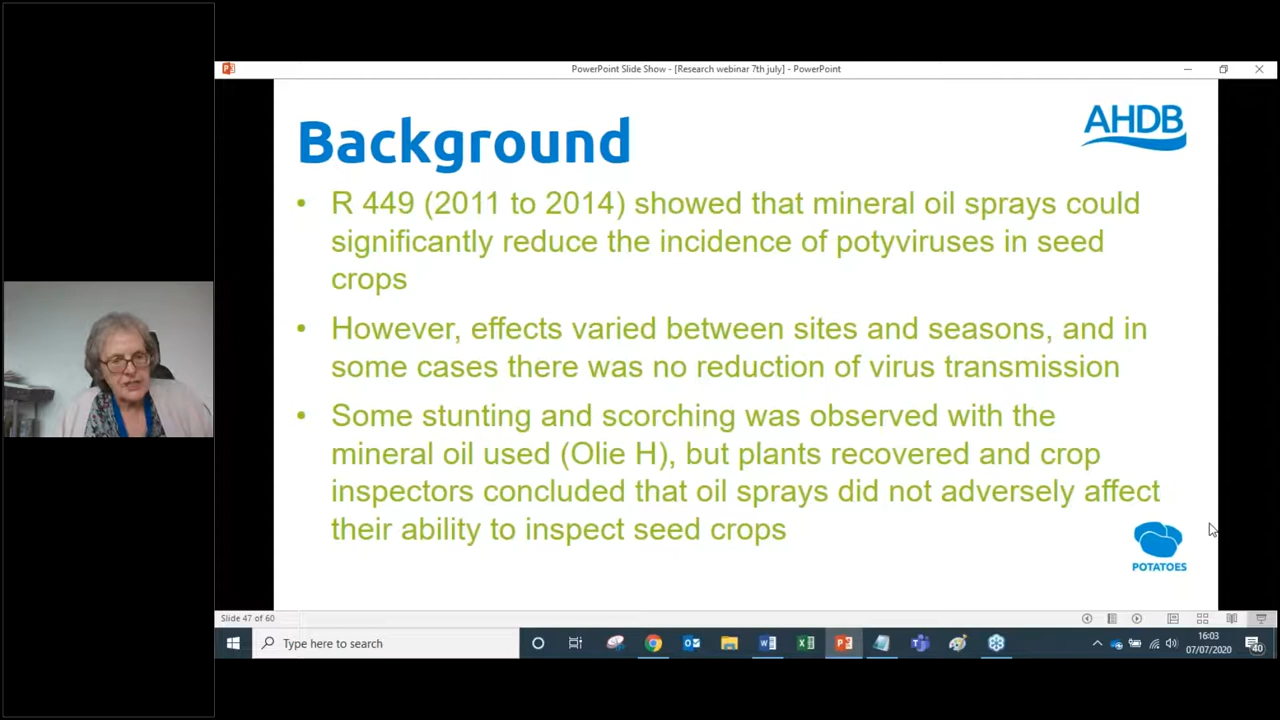 PowerPoint Slide Show - [Research webinar 7th july] - PowerPoint
Background
AHDB
• R 449 (2011 to 2014) showed that mineral oil sprays could
significantly reduce the incidence of potyviruses in seed
crops
• However, effects varied between sites and seasons, and in
some cases there was no reduction of virus transmission
• Some stunting and scorching was observed with the
mineral oil used (Olie H), but plants recovered and crop
inspectors concluded that oil sprays did not adversely affect
their ability to inspect seed crops
POTATOES
Slide 47 of 60
Type here to search
16:03
07/07/2020
40